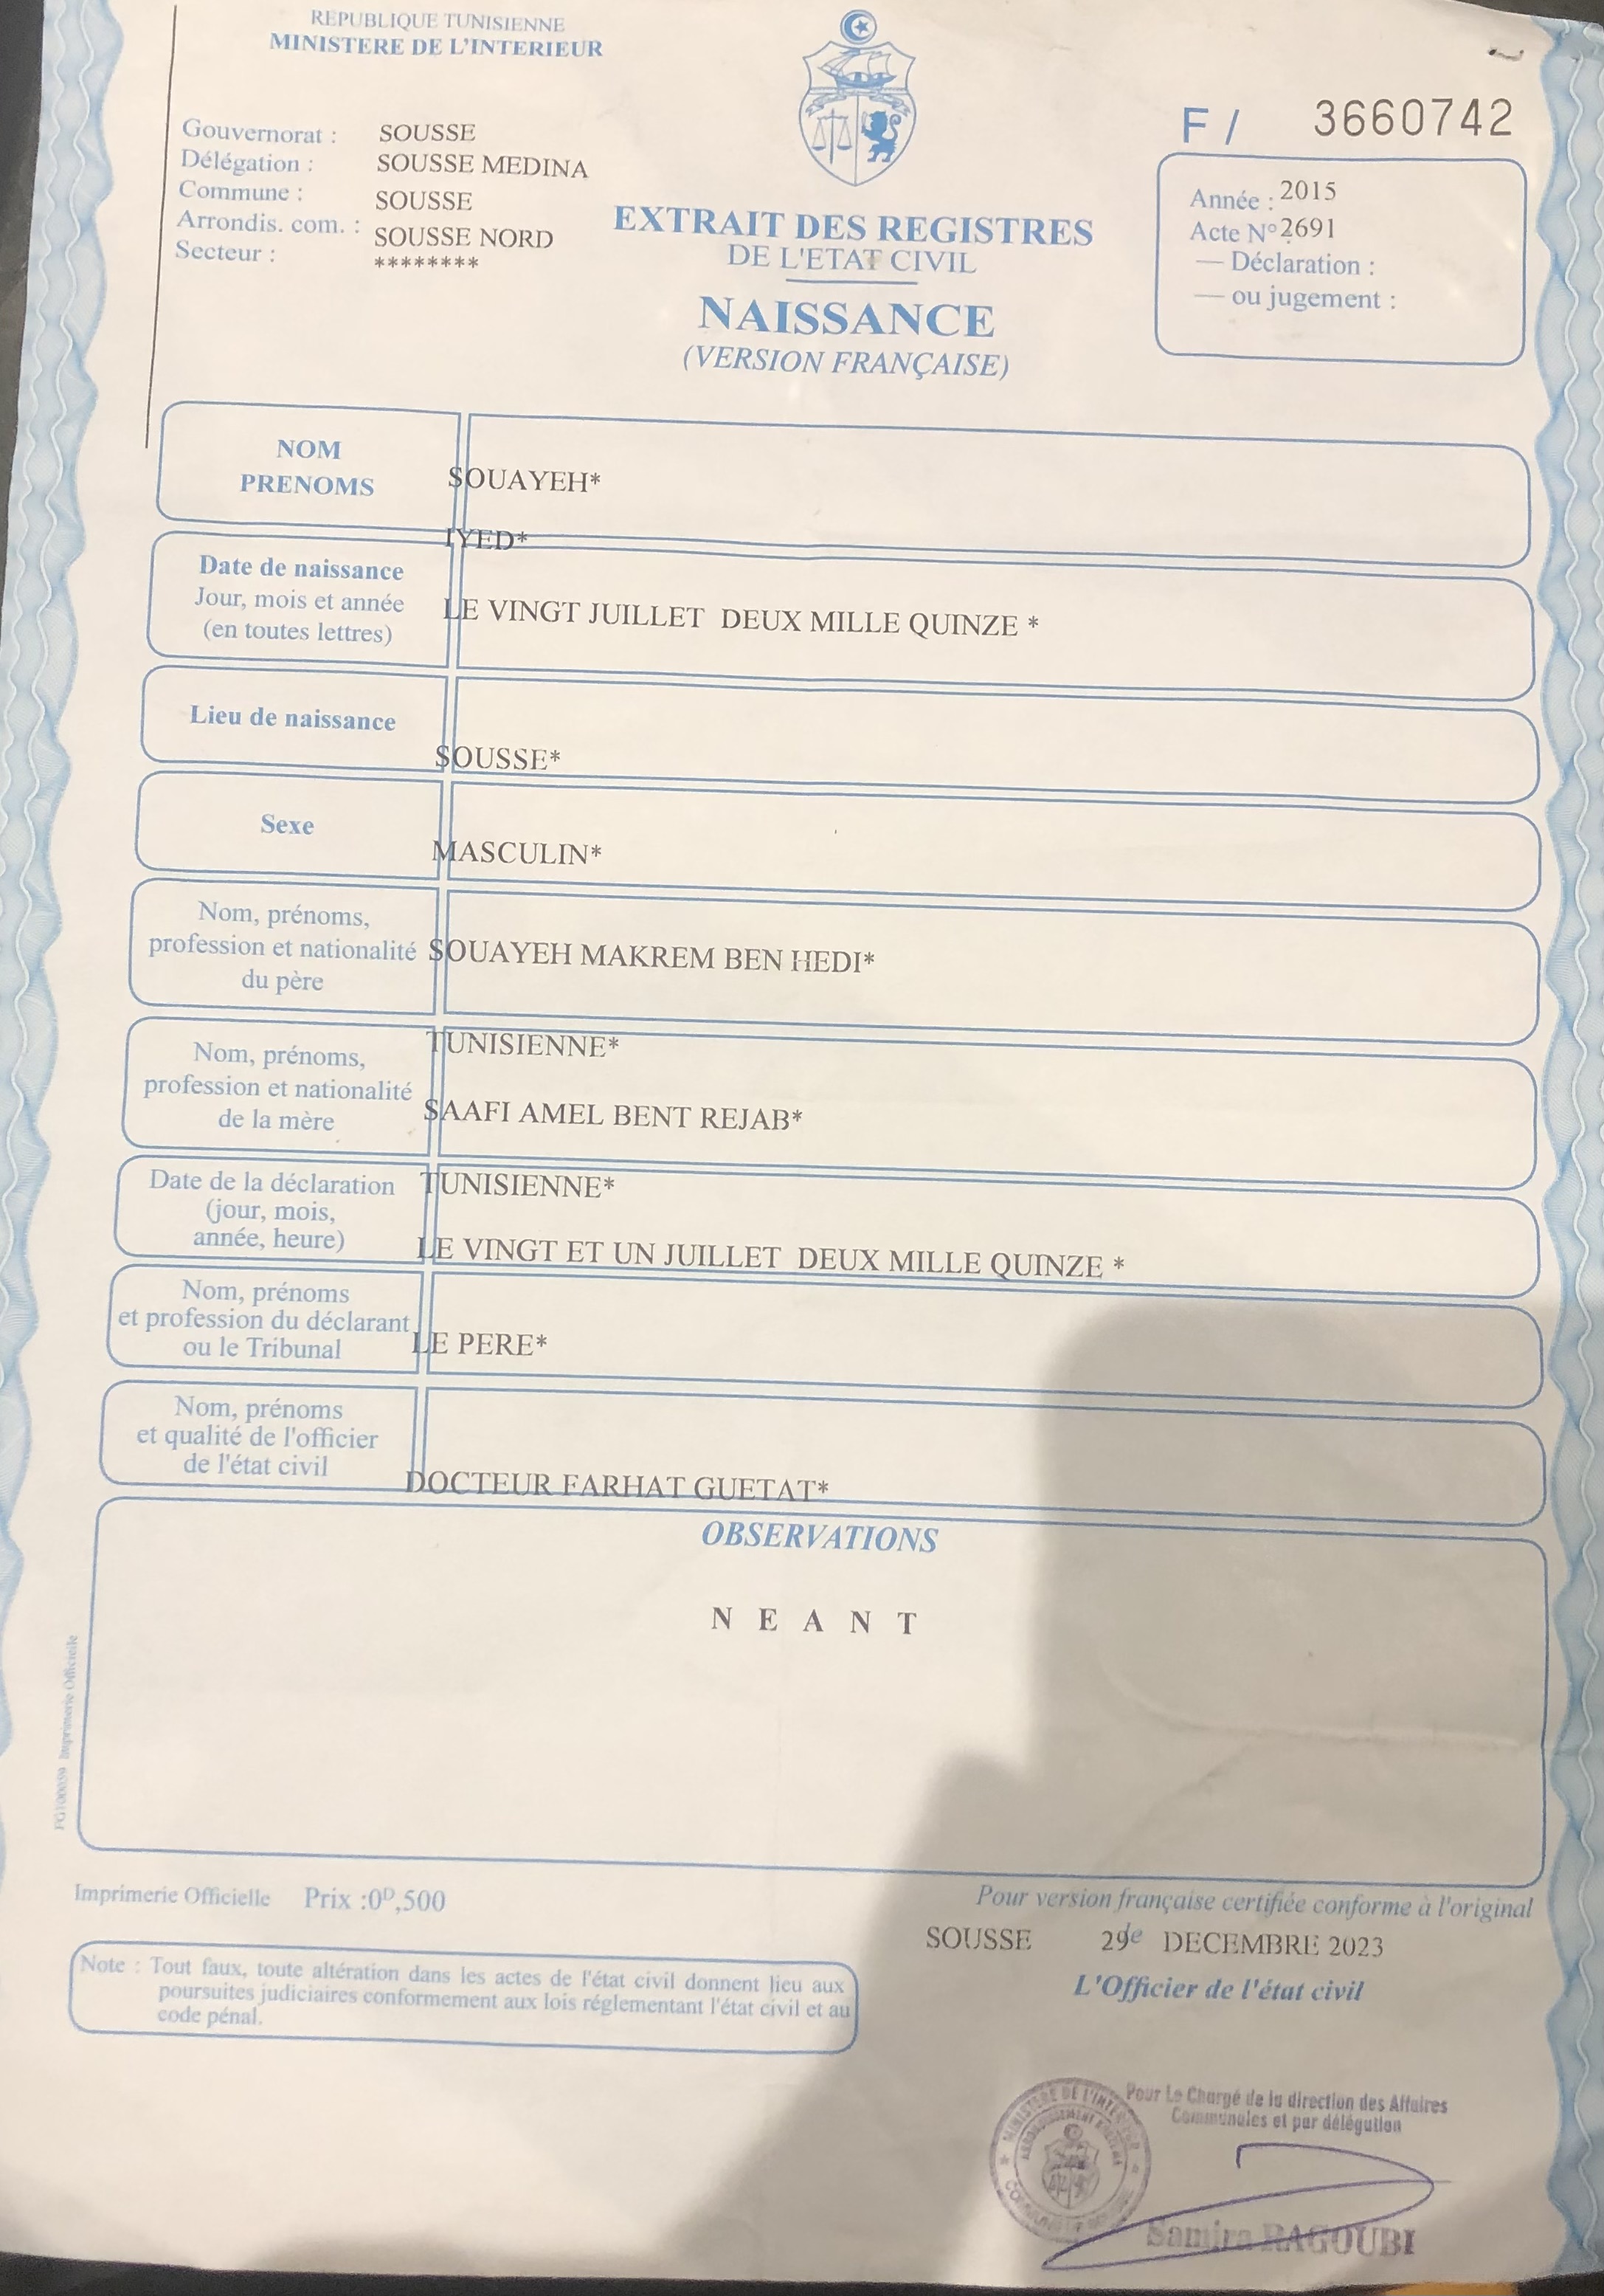 REPUBLIQUE TUNISIENNE
MINISTERE DE L'INTERIEUR
Gouvernorat : SOUSSE
Délégation : SOUSSE MEDINA
Commune : SOUSSE
Arrondis. com. : SOUSSE NORD
Secteur : ********
EXTRAIT DES REGISTRES
DE L'ETAT CIVIL
NAISSANCE
(VERSION FRANÇAISE)
F / 3660742
Année : 2015
Acte N° 2691
— Déclaration :
— ou jugement :
NOM
PRENOMS
SOUAYEH*
IYED*
Date de naissance
Jour, mois et année
(en toutes lettres)
LE VINGT JUILLET DEUX MILLE QUINZE *
Lieu de naissance
SOUSSE*
Sexe
MASCULIN*
Nom, prénoms,
profession et nationalité
du père
SOUAYEH MAKREM BEN HEDI*
TUNISIENNE*
Nom, prénoms,
profession et nationalité
de la mère
SAAFI AMEL BENT REJAB*
TUNISIENNE*
Date de la déclaration
(jour, mois,
année, heure)
LE VINGT ET UN JUILLET DEUX MILLE QUINZE *
Nom, prénoms
et profession du déclarant
ou le Tribunal
LE PERE*
Nom, prénoms
et qualité de l'officier
de l'état civil
DOCTEUR FARHAT GUETAT*
OBSERVATIONS
N E A N T
Imprimerie Officielle
Imprimerie Officielle Prix :0D,500
Note : Tout faux, toute altération dans les actes de l'état civil donnent lieu aux
poursuites judiciaires conformement aux lois réglementant l'état civil et au
code pénal.
Pour version française certifiée conforme à l'original
SOUSSE 29 de DECEMBRE 2023
L'Officier de l'état civil
Pour Le Chargé de la direction des Affaires
Communales et par délégation
MINISTERE DE L'INTERIEUR
Samira RAGOUBI